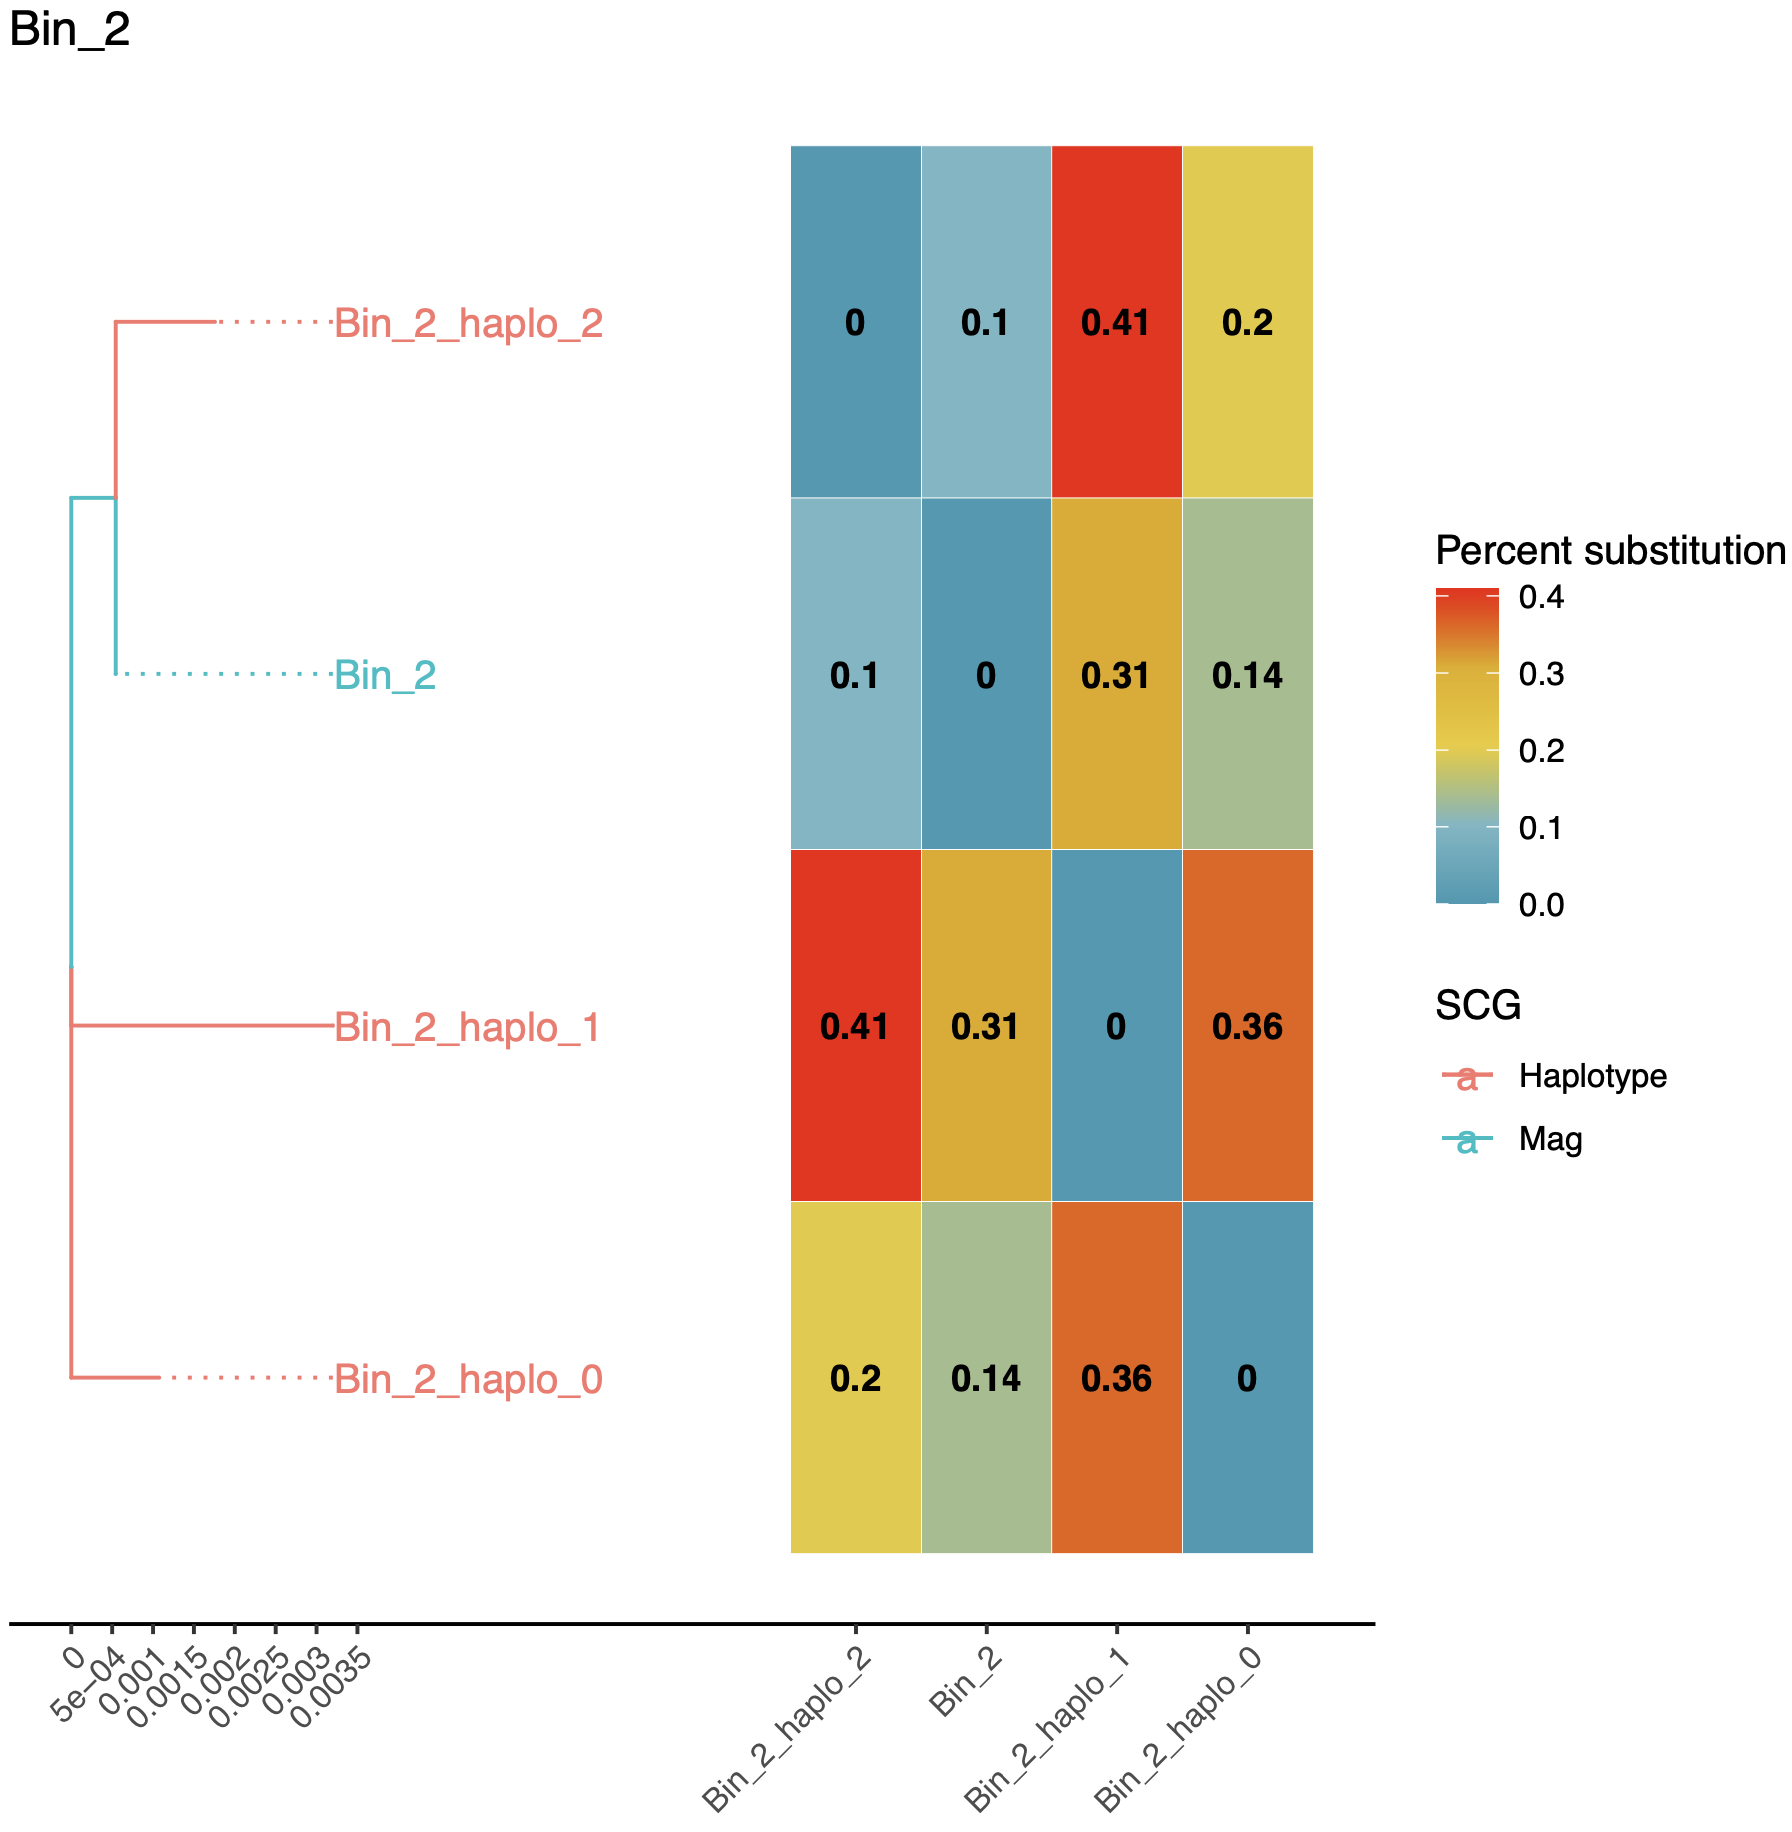 Bin_2
Bin_2_haplo_2
0 0.1 0.41 0.2
Bin_2
0.1 0 0.31 0.14
Bin_2_haplo_1
0.41 0.31 0 0.36
Bin_2_haplo_0
0.2 0.14 0.36 0
Percent substitution
0.4
0.3
0.2
0.1
0.0
SCG
a Haplotype
a Mag
0
5e−04
0.001
0.0015
0.002
0.0025
0.003
0.0035
Bin_2_haplo_2
Bin_2
Bin_2_haplo_1
Bin_2_haplo_0